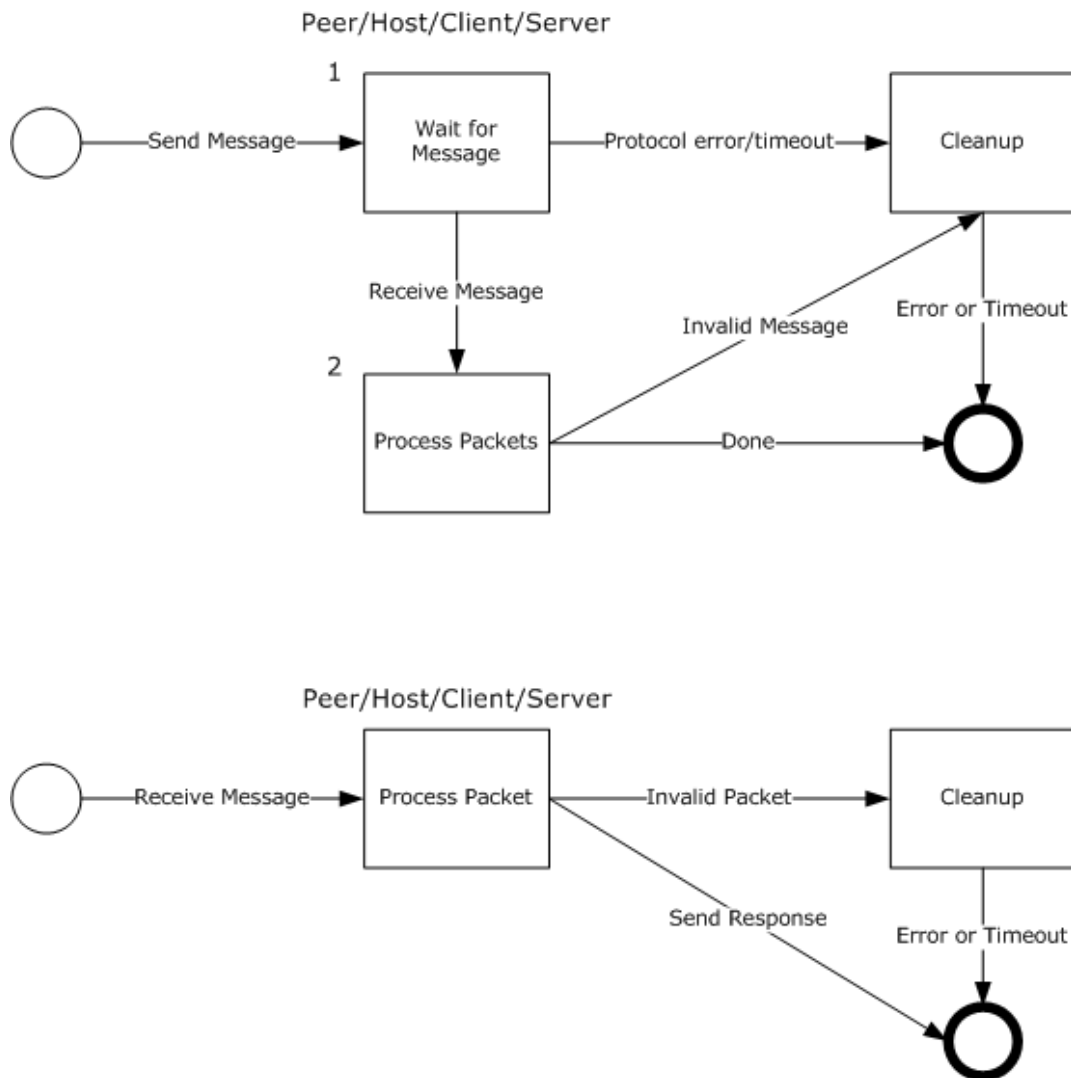 Peer/Host/Client/Server
1
Send Message
Wait for
Message
Protocol error/timeout
Cleanup
Receive Message
Invalid Message
Error or Timeout
2
Process Packets
Done
Peer/Host/Client/Server
Receive Message
Process Packet
Invalid Packet
Cleanup
Send Response
Error or Timeout